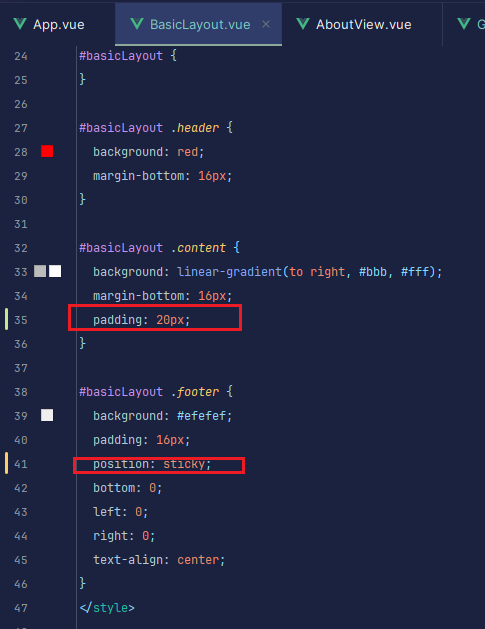 App.vue BasicLayout.vue × AboutView.vue G
24 #basicLayout {
25 }
26
27 #basicLayout .header {
28 background: red;
29 margin-bottom: 16px;
30 }
31
32 #basicLayout .content {
33 background: linear-gradient(to right, #bbb, #fff);
34 margin-bottom: 16px;
35 padding: 20px;
36 }
37
38 #basicLayout .footer {
39 background: #efefef;
40 padding: 16px;
41 position: sticky;
42 bottom: 0;
43 left: 0;
44 right: 0;
45 text-align: center;
46 }
47 </style>